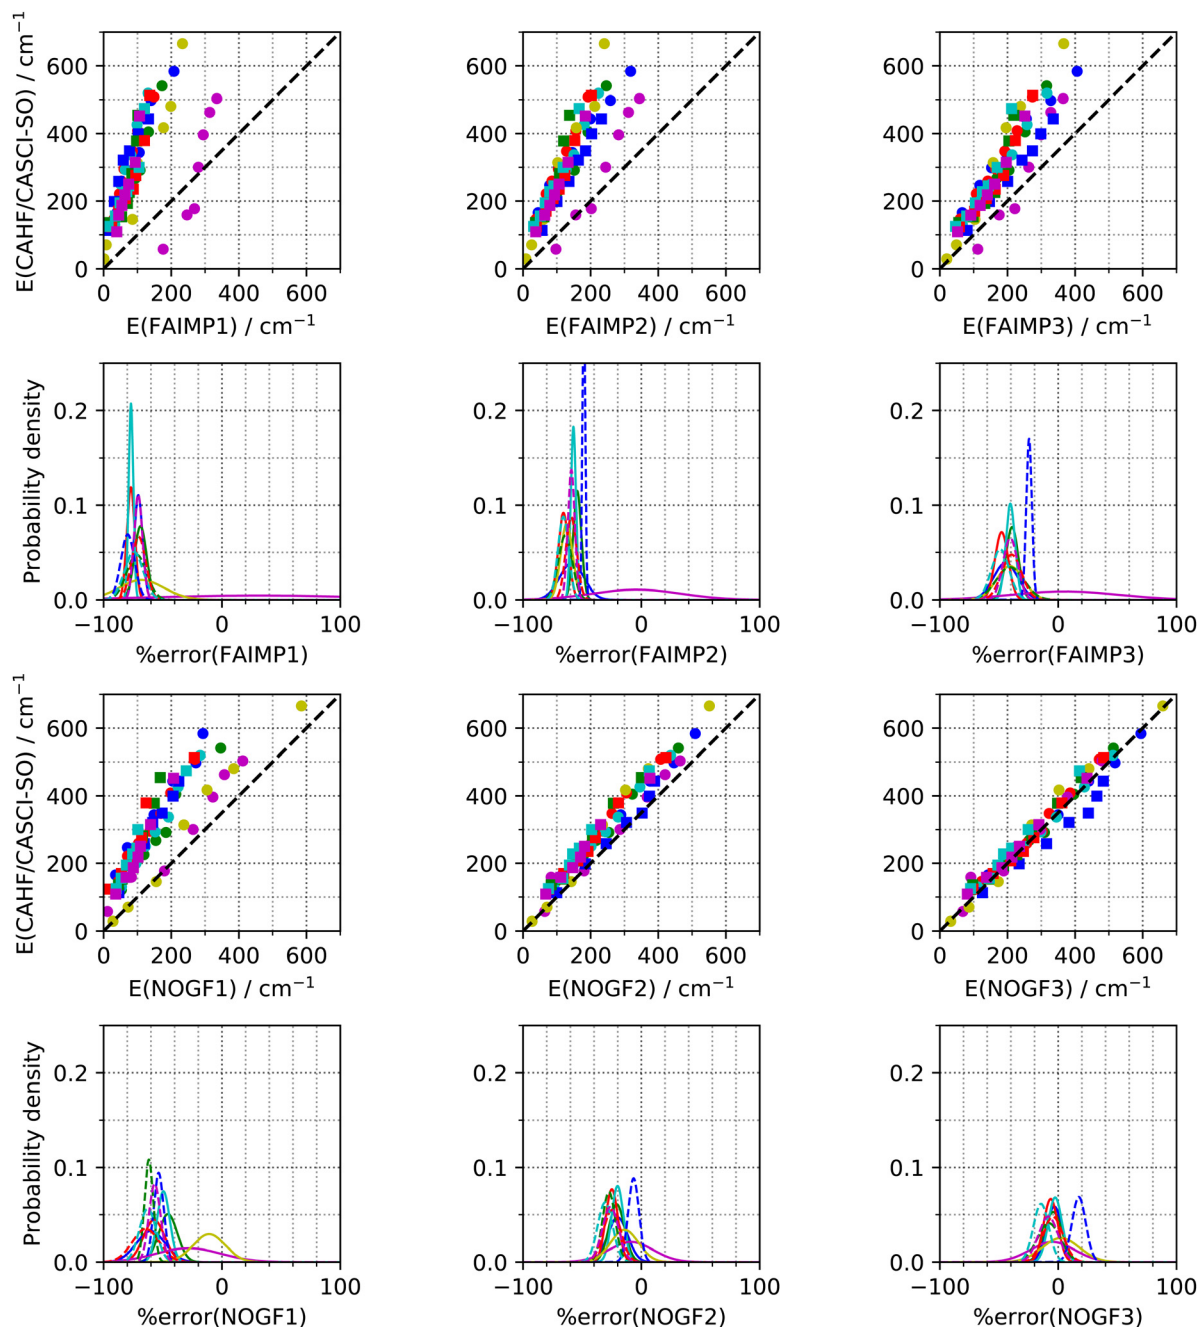 E(CAHF/CASCI-SO) / cm⁻¹
600
400
200
0
0 200 400 600
E(FAIMP1) / cm⁻¹
600
400
200
0
0 200 400 600
E(FAIMP2) / cm⁻¹
600
400
200
0
0 200 400 600
E(FAIMP3) / cm⁻¹
Probability density
0.2
0.1
0.0
−100 0 100
%error(FAIMP1)
0.2
0.1
0.0
−100 0 100
%error(FAIMP2)
0.2
0.1
0.0
−100 0 100
%error(FAIMP3)
E(CAHF/CASCI-SO) / cm⁻¹
600
400
200
0
0 200 400 600
E(NOGF1) / cm⁻¹
600
400
200
0
0 200 400 600
E(NOGF2) / cm⁻¹
600
400
200
0
0 200 400 600
E(NOGF3) / cm⁻¹
Probability density
0.2
0.1
0.0
−100 0 100
%error(NOGF1)
0.2
0.1
0.0
−100 0 100
%error(NOGF2)
0.2
0.1
0.0
−100 0 100
%error(NOGF3)